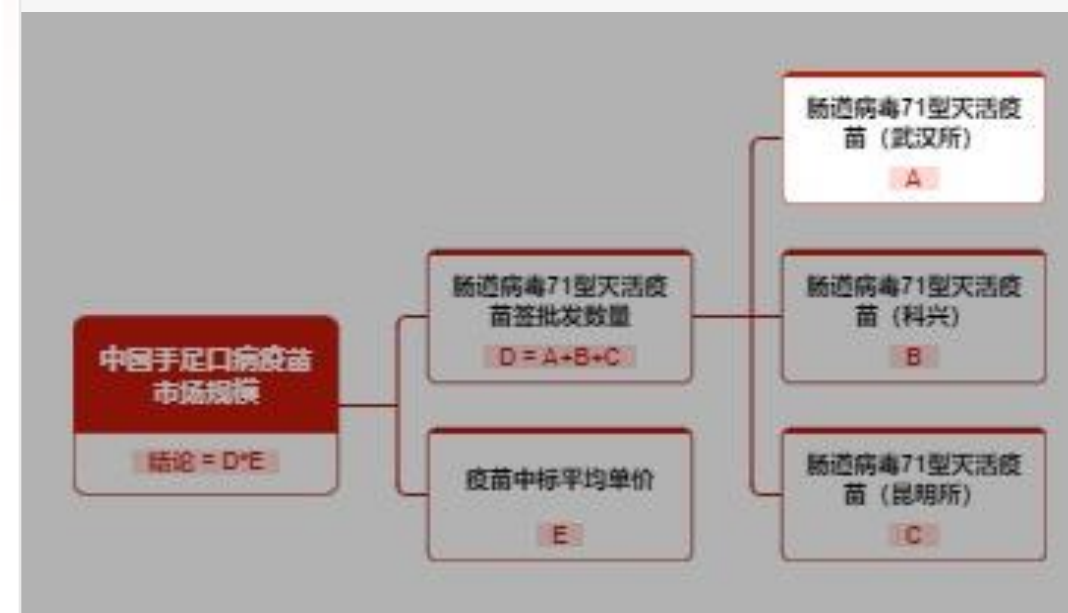 中国手足口病疫苗
市场规模
结论 = D*E
肠道病毒71型灭活疫
苗签批发数量
D = A+B+C
疫苗中标平均单价
E
肠道病毒71型灭活疫
苗（武汉所）
A
肠道病毒71型灭活疫
苗（科兴）
B
肠道病毒71型灭活疫
苗（昆明所）
C